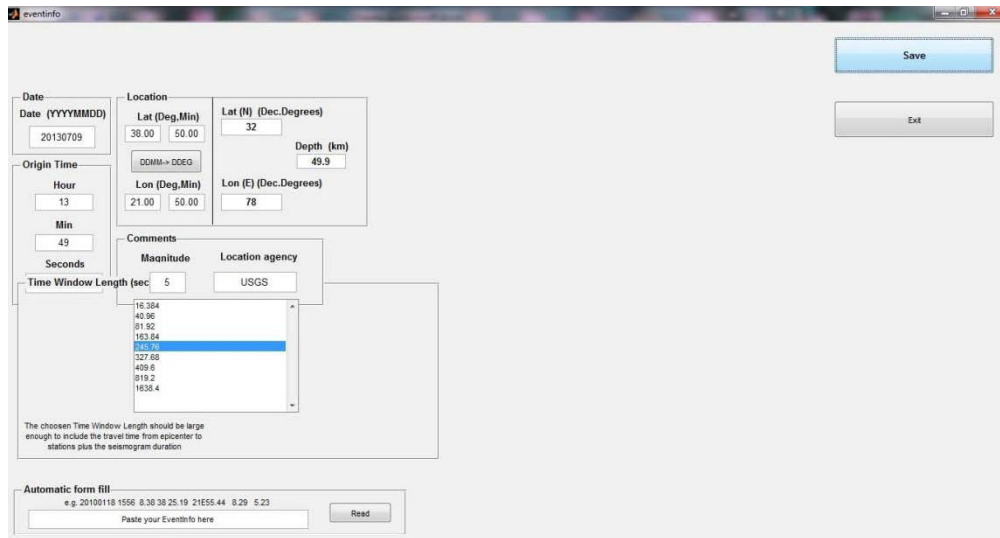 eventinfo
Save
Exit
Date
Date (YYYYMMDD)
20130709
Location
Lat (Deg,Min)
38.00 50.00
DDMM-> DDEG
Lon (Deg,Min)
21.00 50.00
Lat (N) (Dec.Degrees)
32
Depth (km)
49.9
Lon (E) (Dec.Degrees)
78
Origin Time
Hour
13
Min
49
Seconds
Comments
Magnitude
5
Location agency
USGS
Time Window Length (sec
16.384
40.96
81.92
163.84
245.76
327.68
409.6
819.2
1638.4
The choosen Time Window Length should be large
enough to include the travel time from epicenter to
stations plus the seismogram duration
Automatic form fill
e.g. 20100118 1556 8.38 38 25.19 21E55.44 8.29 5.23
Paste your EventInfo here
Read